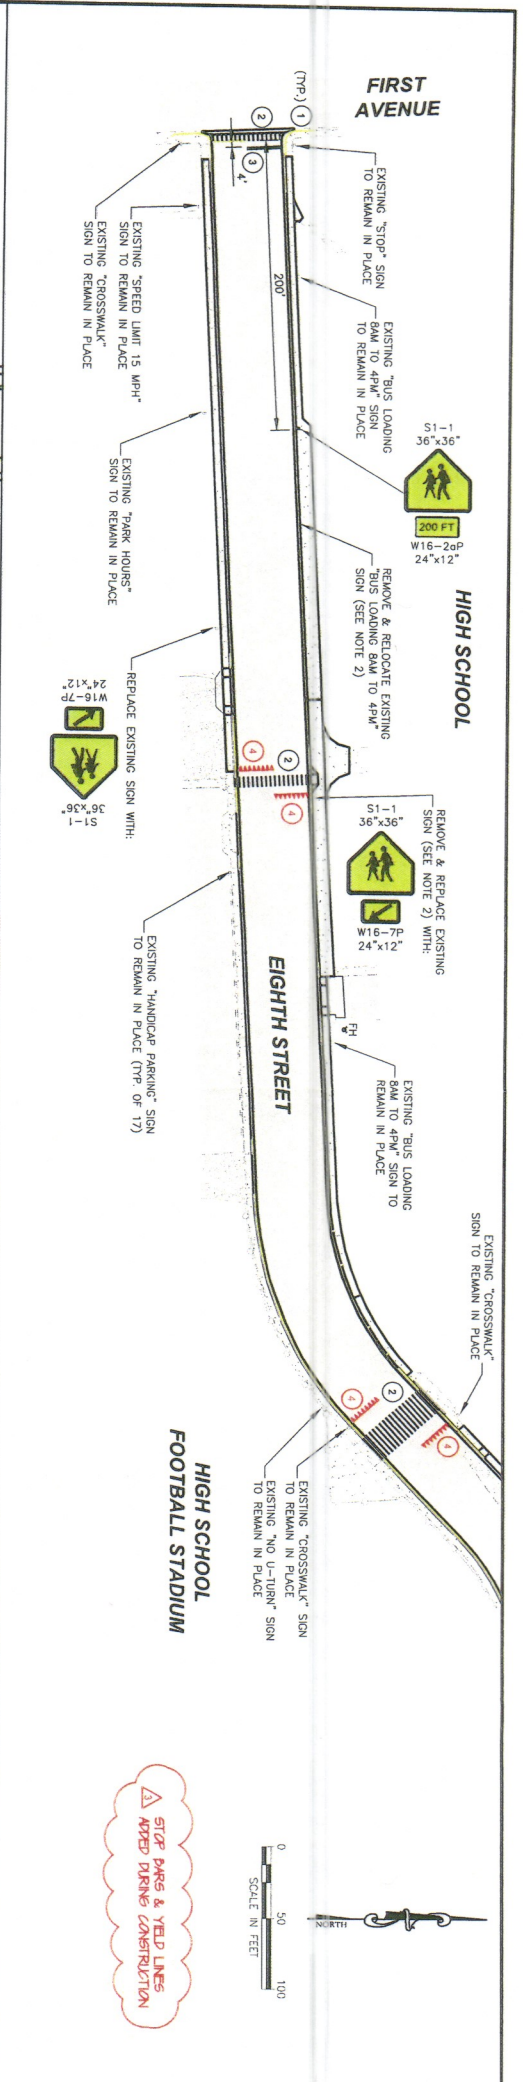 FIRST
AVENUE
(TYP.) 1
2
3
4'
200'
EXISTING "STOP" SIGN
TO REMAIN IN PLACE
EXISTING "BUS LOADING
8AM TO 4PM" SIGN
TO REMAIN IN PLACE
S1-1
36"x36"
200 FT
W16-2aP
24"x12"
HIGH SCHOOL
REMOVE & RELOCATE EXISTING
"BUS LOADING 8AM TO 4PM"
SIGN (SEE NOTE 2)
REMOVE & REPLACE EXISTING
SIGN (SEE NOTE 2) WITH:
S1-1
36"x36"
W16-7P
24"x12"
EXISTING "SPEED LIMIT 15 MPH"
SIGN TO REMAIN IN PLACE
EXISTING "CROSSWALK"
SIGN TO REMAIN IN PLACE
EXISTING "PARK HOURS"
SIGN TO REMAIN IN PLACE
REPLACE EXISTING SIGN WITH:
S1-1
36"x36"
W16-7P
24"x12"
4
2
4
EIGHTH STREET
FH
EXISTING "HANDICAP PARKING" SIGN
TO REMAIN IN PLACE (TYP. OF 17)
EXISTING "BUS LOADING
8AM TO 4PM" SIGN TO
REMAIN IN PLACE
EXISTING "CROSSWALK"
SIGN TO REMAIN IN PLACE
4
2
4
EXISTING "CROSSWALK" SIGN
TO REMAIN IN PLACE
EXISTING "NO U-TURN" SIGN
TO REMAIN IN PLACE
HIGH SCHOOL
FOOTBALL STADIUM
NORTH
0 50 100
SCALE IN FEET
3 STOP BARS & YIELD LINES
ADDED DURING CONSTRUCTION